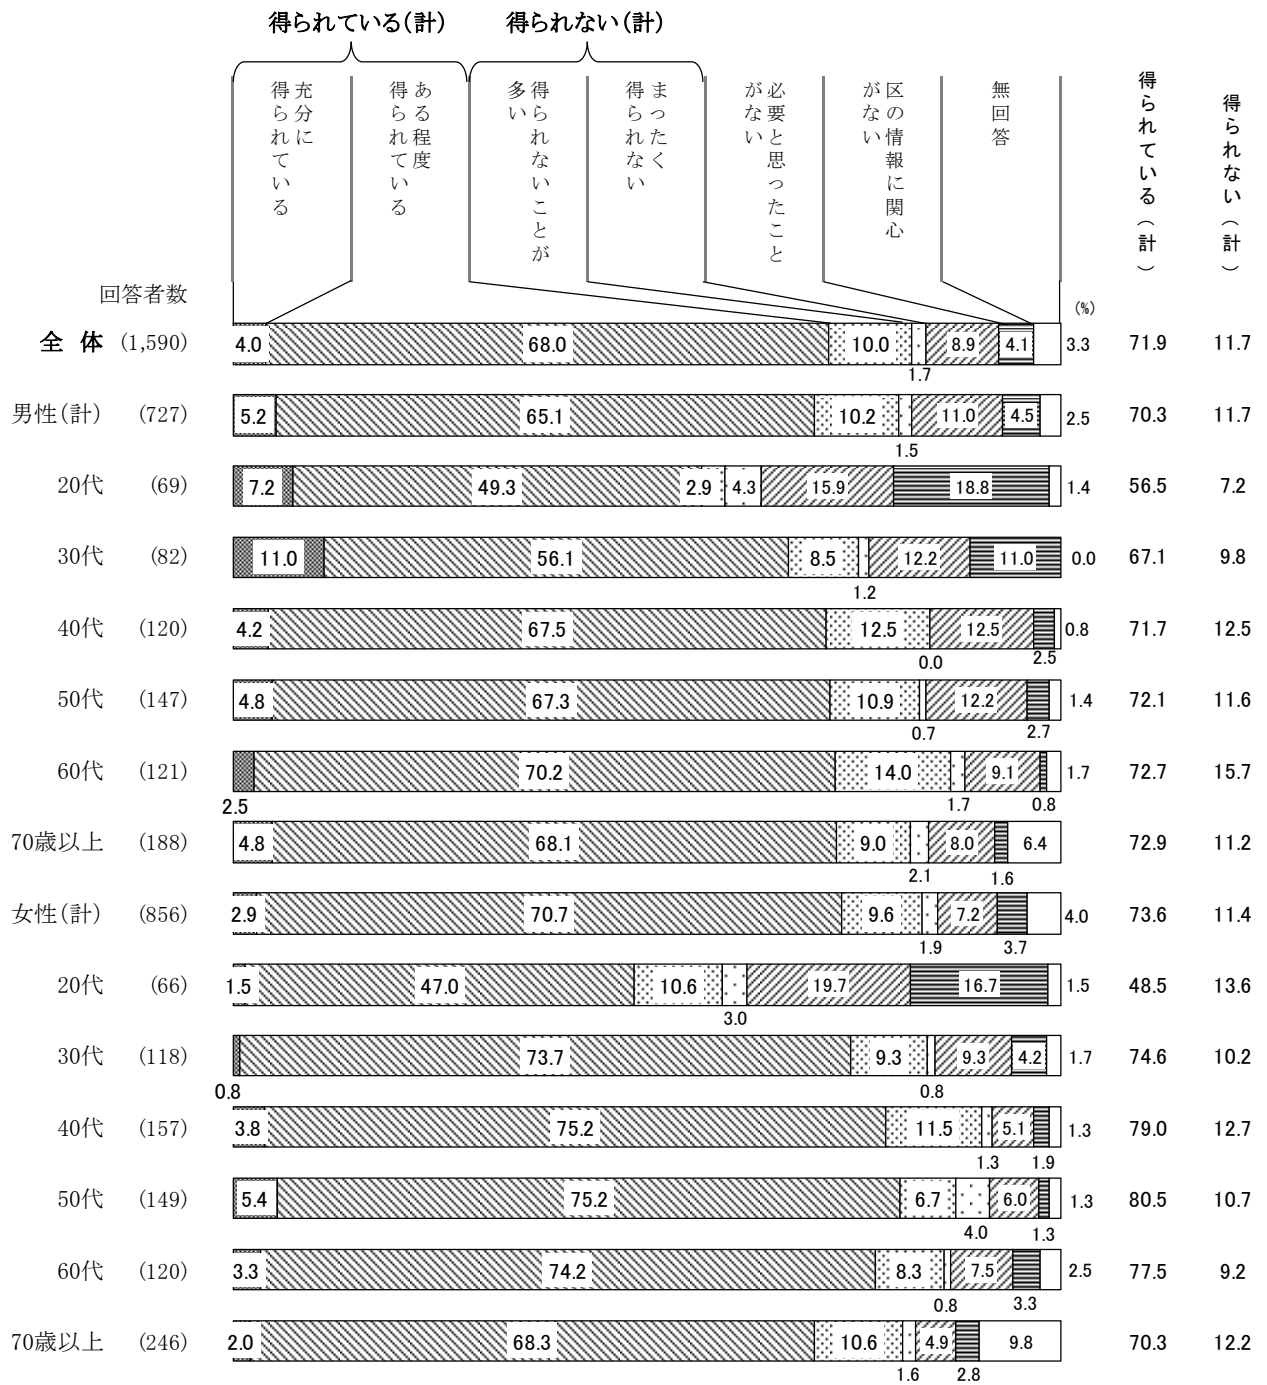 得られている(計)　得られない(計)
充分に
得られている
ある程度
得られている
得られないことが
多い
まったく
得られない
必要と思ったこと
がない
区の情報に関心
がない
無回答
得られている(計)
得られない(計)
回答者数
(%)
全 体 (1,590) 4.0 68.0 10.0 1.7 8.9 4.1 3.3 71.9 11.7
男性(計) (727) 5.2 65.1 10.2 1.5 11.0 4.5 2.5 70.3 11.7
20代 (69) 7.2 49.3 2.9 4.3 15.9 18.8 1.4 56.5 7.2
30代 (82) 11.0 56.1 8.5 1.2 12.2 11.0 0.0 67.1 9.8
40代 (120) 4.2 67.5 12.5 0.0 12.5 2.5 0.8 71.7 12.5
50代 (147) 4.8 67.3 10.9 0.7 12.2 2.7 1.4 72.1 11.6
60代 (121) 2.5 70.2 14.0 1.7 9.1 0.8 1.7 72.7 15.7
70歳以上 (188) 4.8 68.1 9.0 2.1 8.0 1.6 6.4 72.9 11.2
女性(計) (856) 2.9 70.7 9.6 1.9 7.2 3.7 4.0 73.6 11.4
20代 (66) 1.5 47.0 10.6 3.0 19.7 16.7 1.5 48.5 13.6
30代 (118) 0.8 73.7 9.3 0.8 9.3 4.2 1.7 74.6 10.2
40代 (157) 3.8 75.2 11.5 1.3 5.1 1.9 1.3 79.0 12.7
50代 (149) 5.4 75.2 6.7 4.0 6.0 1.3 1.3 80.5 10.7
60代 (120) 3.3 74.2 8.3 0.8 7.5 3.3 2.5 77.5 9.2
70歳以上 (246) 2.0 68.3 10.6 1.6 4.9 2.8 9.8 70.3 12.2